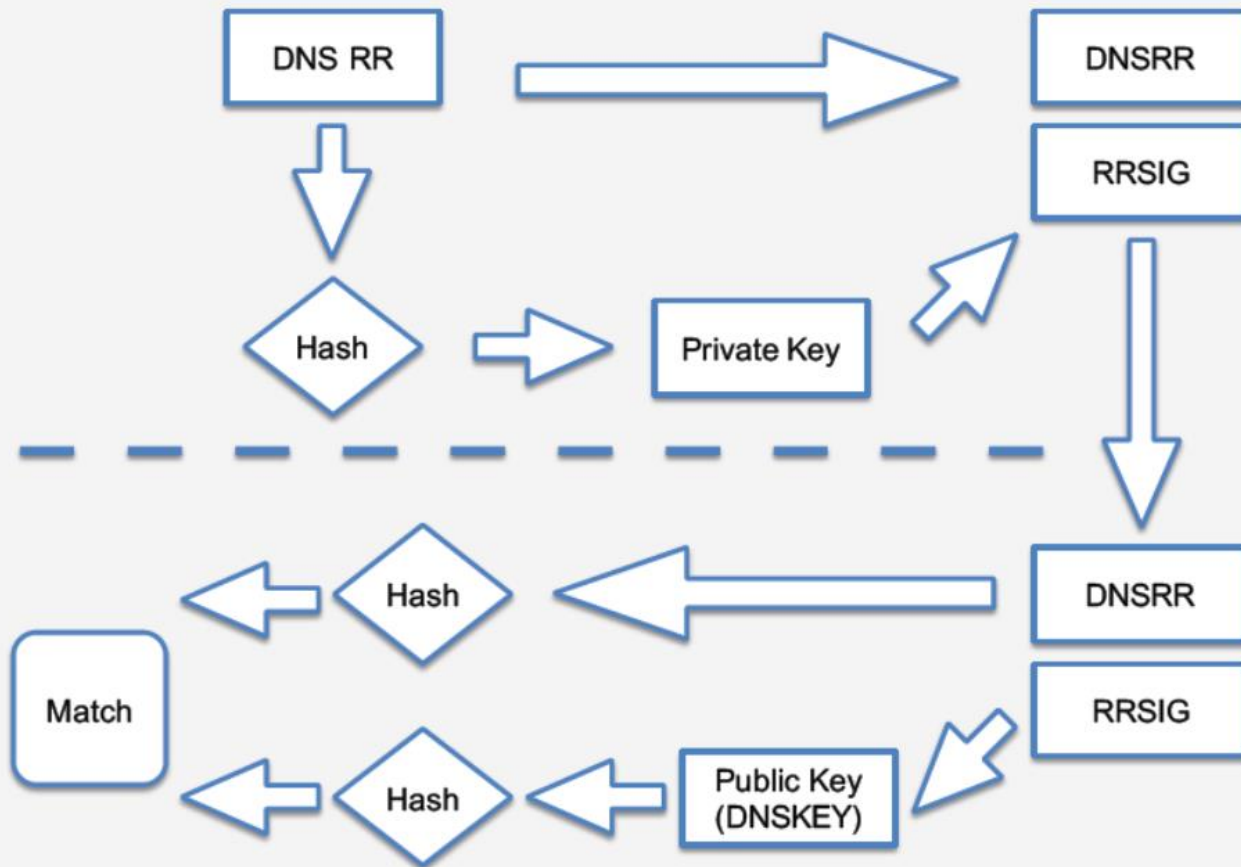 DNS RR
DNSRR
RRSIG
Hash
Private Key
Hash
DNSRR
Match
RRSIG
Hash
Public Key
(DNSKEY)